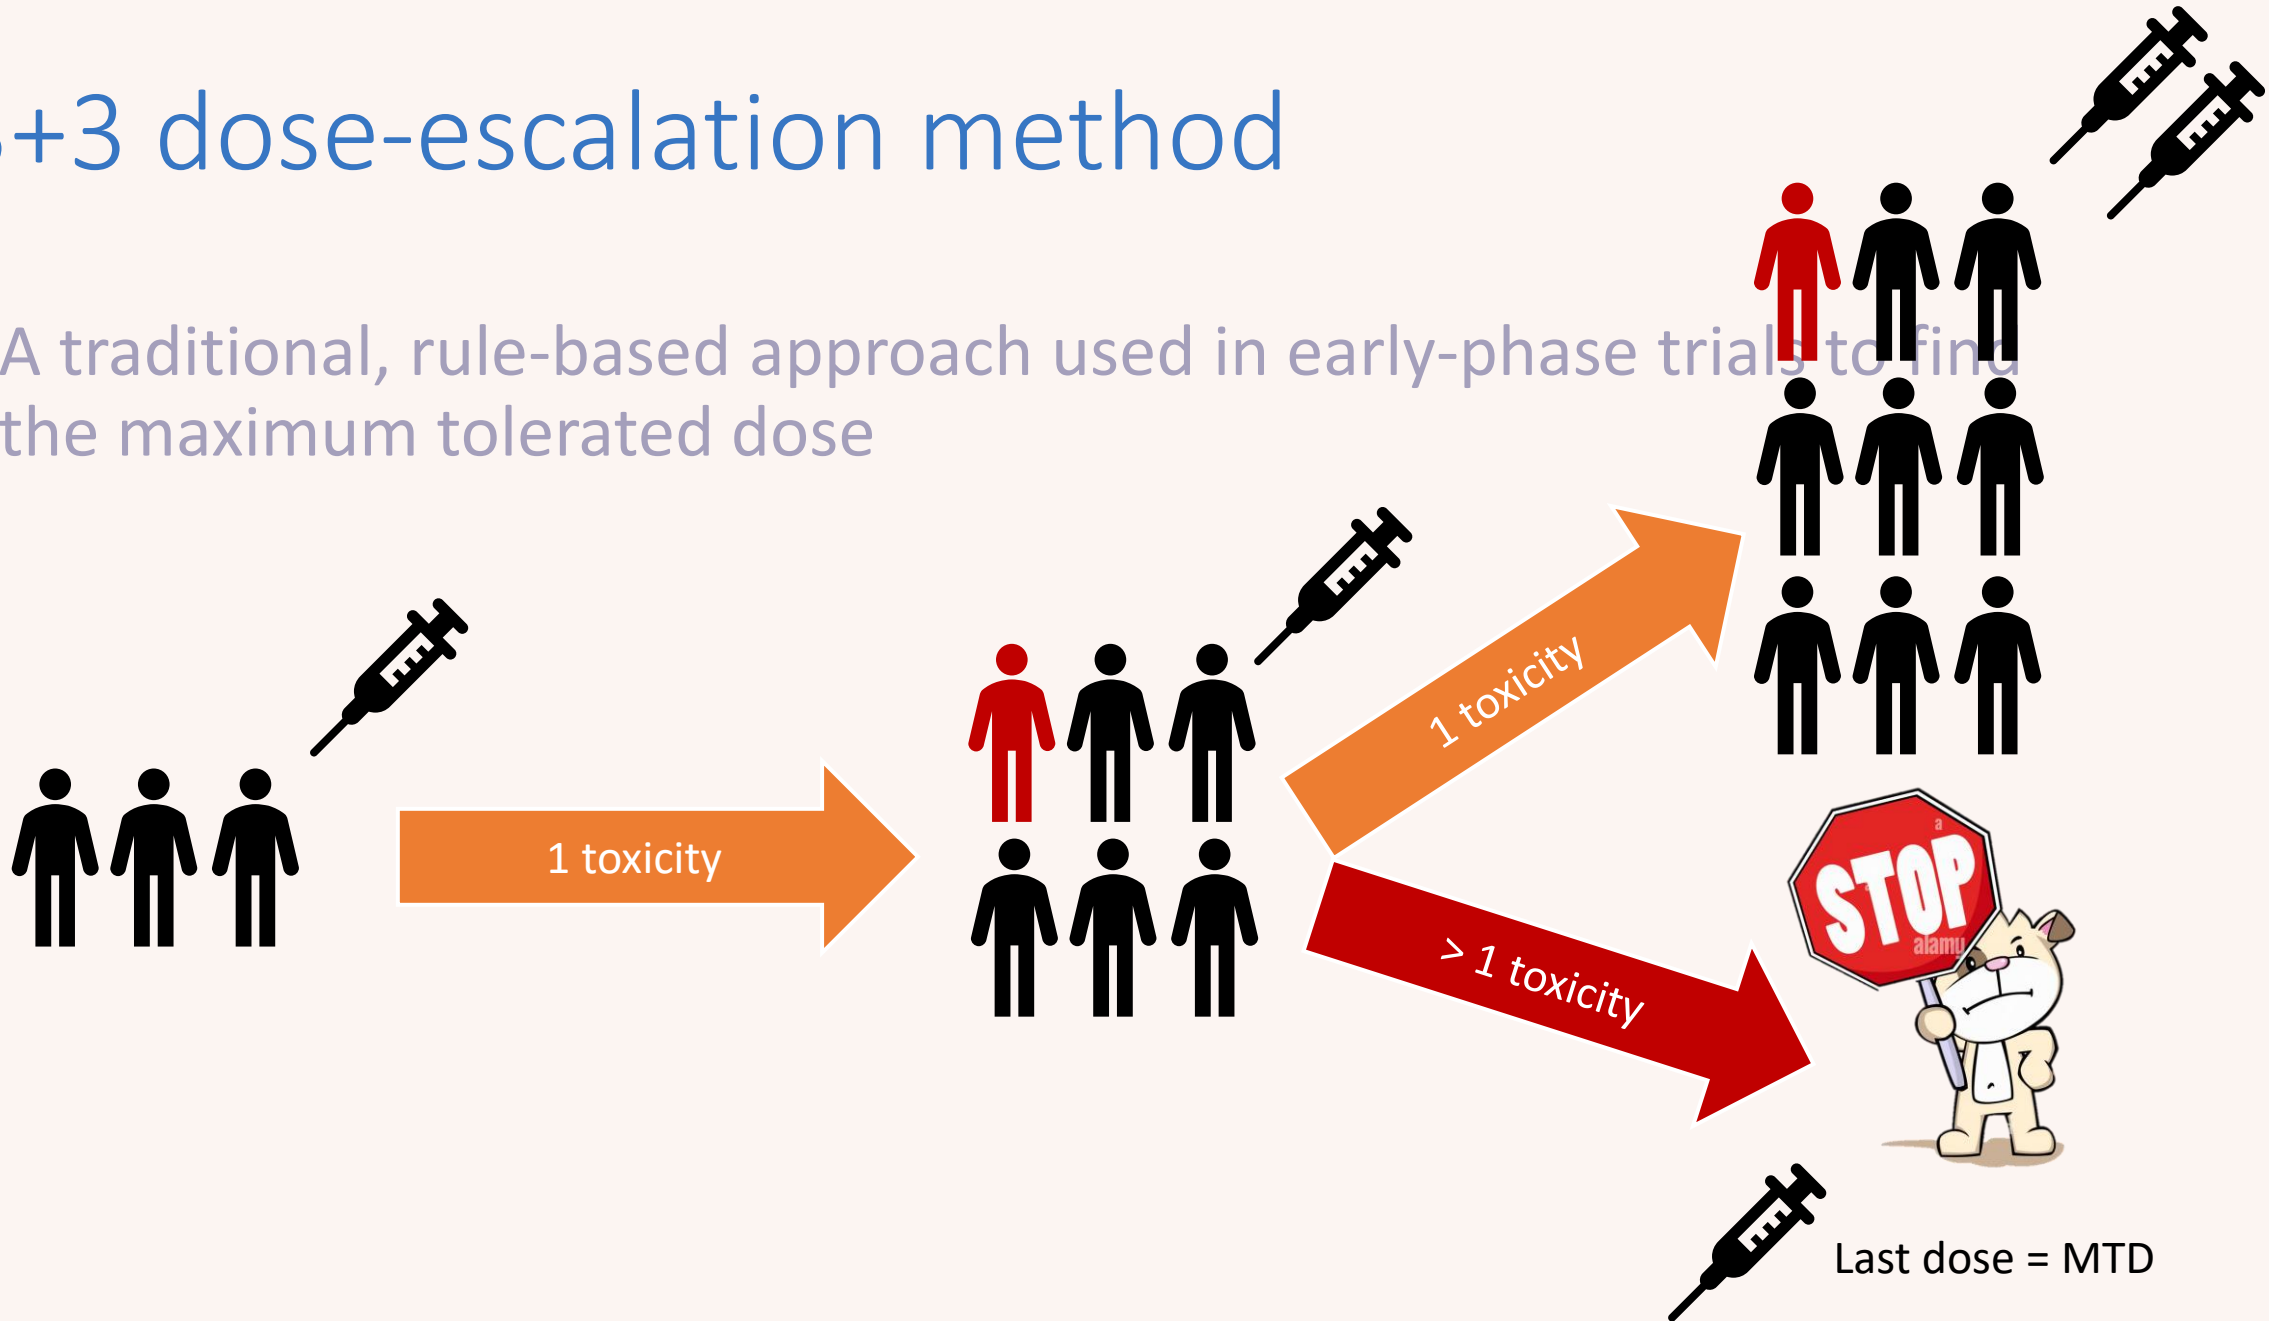 +3 dose-escalation method
A traditional, rule-based approach used in early-phase trials to find
the maximum tolerated dose
1 toxicity
1 toxicity
> 1 toxicity
STOP
a
alamy
Last dose = MTD